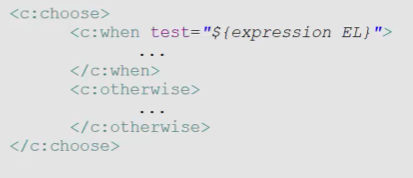 <c:choose>
<c:when test="${expression EL}">
...
</c:when>
<c:otherwise>
...
</c:otherwise>
</c:choose>